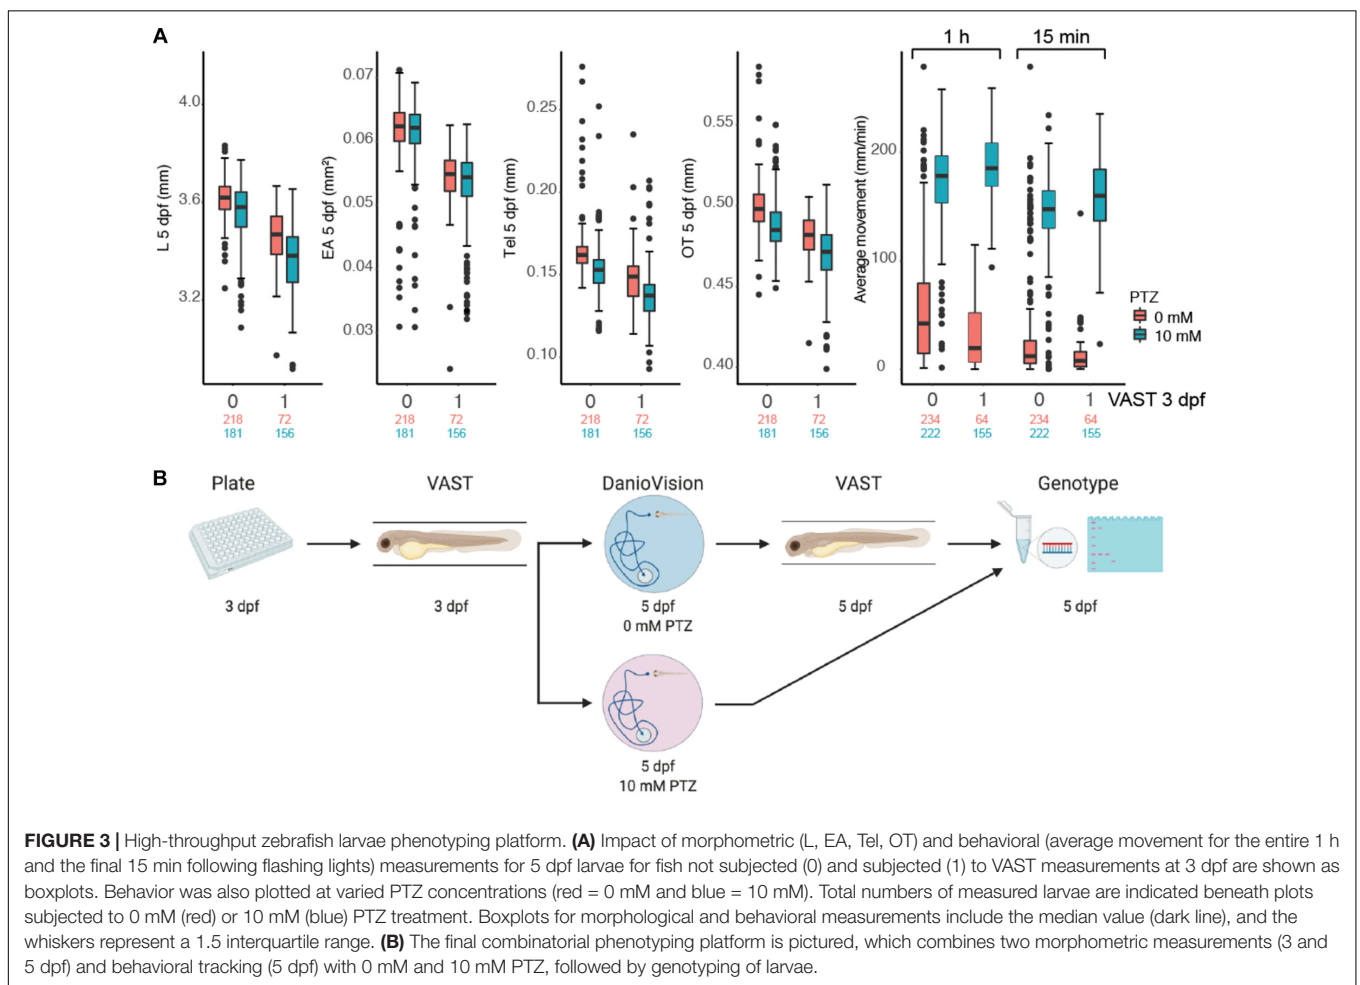 A
1 h
15 min
L 5 dpf (mm)
4.0
3.6
3.2
EA 5 dpf (mm²)
0.07
0.06
0.05
0.04
0.03
Tel 5 dpf (mm)
0.25
0.20
0.15
0.10
OT 5 dpf (mm)
0.55
0.50
0.45
0.40
Average movement (mm/min)
200
100
0
PTZ
0 mM
10 mM
0 1 0 1 0 1 0 1 0 1 0 1 VAST 3 dpf
218 72 218 72 218 72 218 72 234 64 234 64
181 156 181 156 181 156 181 156 222 155 222 155
B
Plate VAST DanioVision VAST Genotype
3 dpf 3 dpf 5 dpf 5 dpf 5 dpf
0 mM PTZ
5 dpf
10 mM PTZ
FIGURE 3 | High-throughput zebrafish larvae phenotyping platform. (A) Impact of morphometric (L, EA, Tel, OT) and behavioral (average movement for the entire 1 h
and the final 15 min following flashing lights) measurements for 5 dpf larvae for fish not subjected (0) and subjected (1) to VAST measurements at 3 dpf are shown as
boxplots. Behavior was also plotted at varied PTZ concentrations (red = 0 mM and blue = 10 mM). Total numbers of measured larvae are indicated beneath plots
subjected to 0 mM (red) or 10 mM (blue) PTZ treatment. Boxplots for morphological and behavioral measurements include the median value (dark line), and the
whiskers represent a 1.5 interquartile range. (B) The final combinatorial phenotyping platform is pictured, which combines two morphometric measurements (3 and
5 dpf) and behavioral tracking (5 dpf) with 0 mM and 10 mM PTZ, followed by genotyping of larvae.